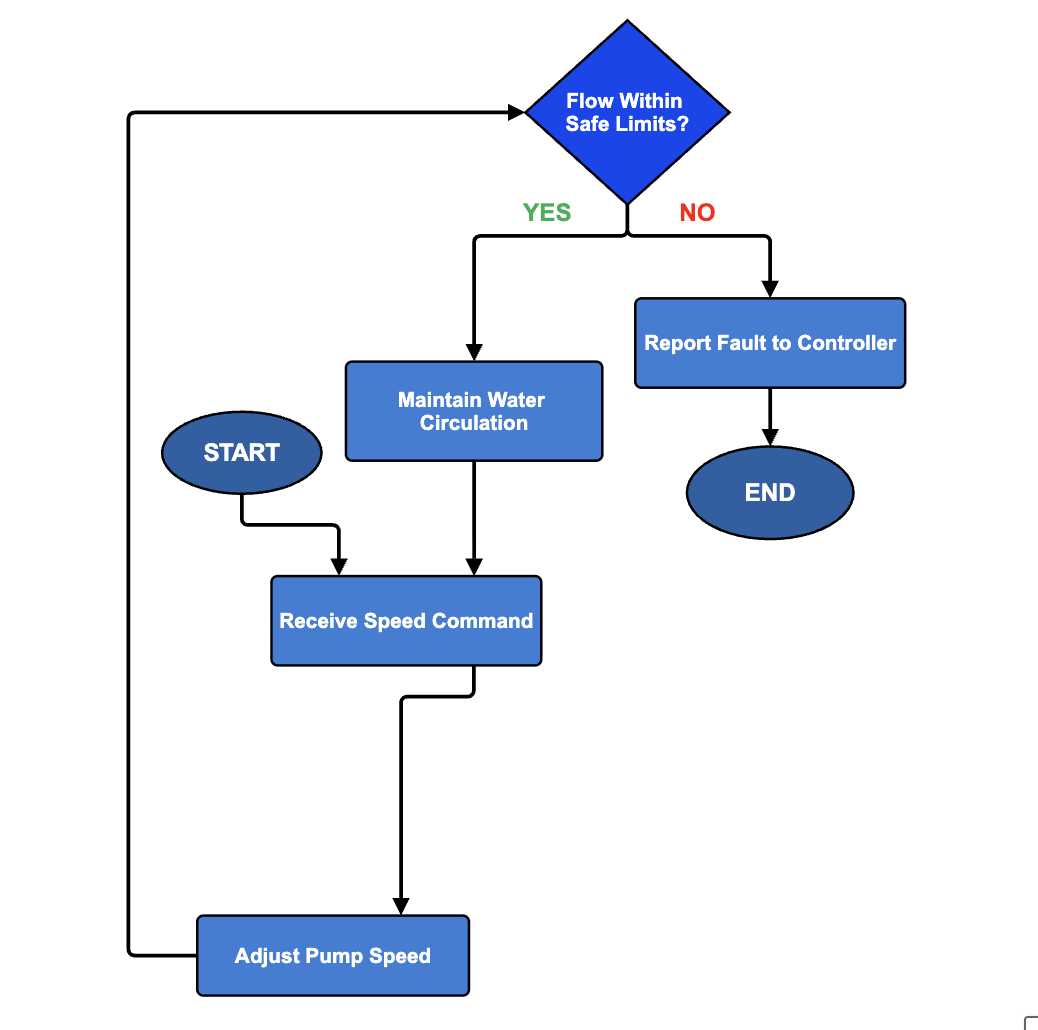 Flow Within
Safe Limits?
YES
NO
Report Fault to Controller
Maintain Water
Circulation
START
END
Receive Speed Command
Adjust Pump Speed